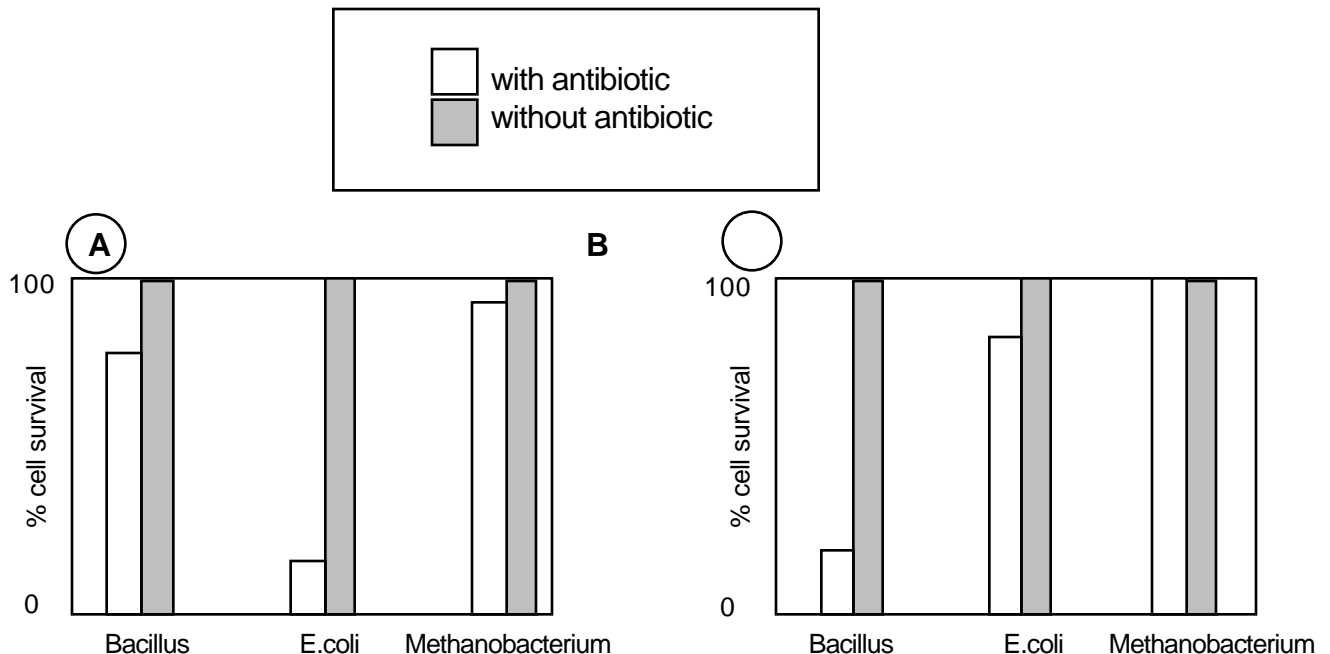 with antibiotic
without antibiotic
A
B
100
% cell survival
0
Bacillus E.coli Methanobacterium
100
% cell survival
0
Bacillus E.coli Methanobacterium